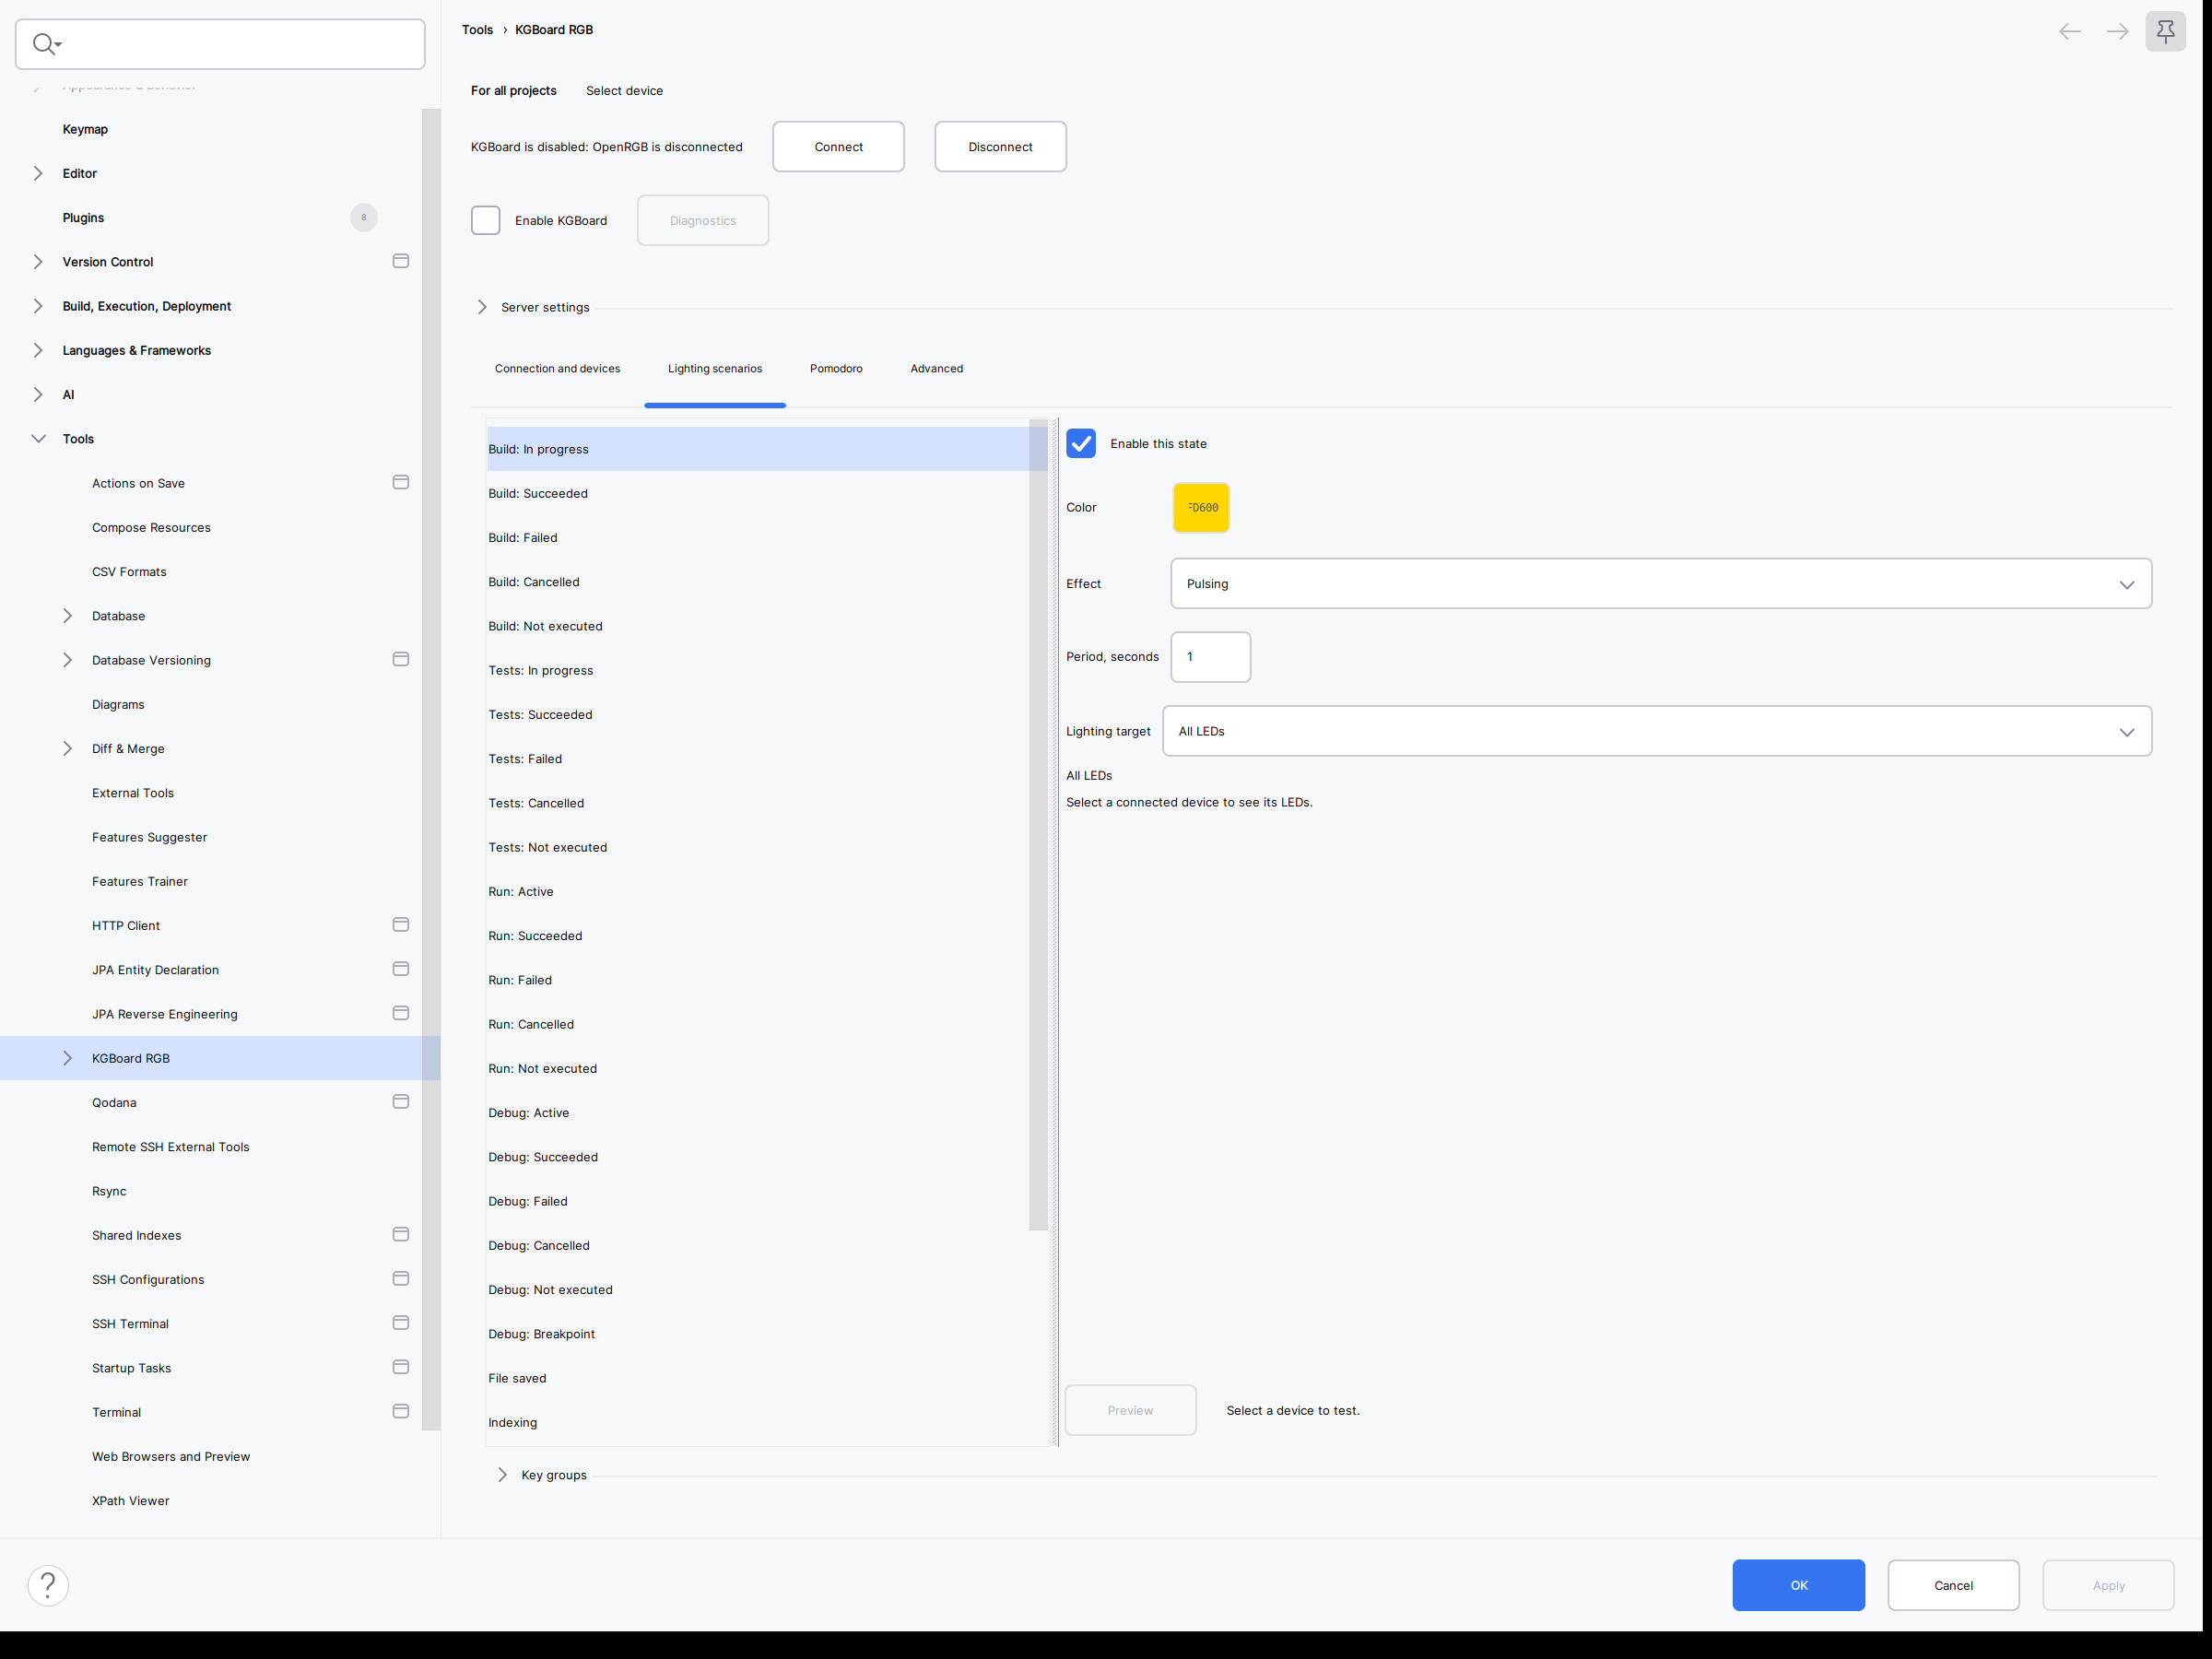 Tools › KGBoard RGB
Appearance & Behavior
Keymap
Editor
Plugins 8
Version Control
Build, Execution, Deployment
Languages & Frameworks
AI
Tools
Actions on Save
Compose Resources
CSV Formats
Database
Database Versioning
Diagrams
Diff & Merge
External Tools
Features Suggester
Features Trainer
HTTP Client
JPA Entity Declaration
JPA Reverse Engineering
KGBoard RGB
Qodana
Remote SSH External Tools
Rsync
Shared Indexes
SSH Configurations
SSH Terminal
Startup Tasks
Terminal
Web Browsers and Preview
XPath Viewer
For all projects Select device
KGBoard is disabled: OpenRGB is disconnected Connect Disconnect
Enable KGBoard Diagnostics
Server settings
Connection and devices Lighting scenarios Pomodoro Advanced
Build: In progress
Build: Succeeded
Build: Failed
Build: Cancelled
Build: Not executed
Tests: In progress
Tests: Succeeded
Tests: Failed
Tests: Cancelled
Tests: Not executed
Run: Active
Run: Succeeded
Run: Failed
Run: Cancelled
Run: Not executed
Debug: Active
Debug: Succeeded
Debug: Failed
Debug: Cancelled
Debug: Not executed
Debug: Breakpoint
File saved
Indexing
Enable this state
Color FD600
Effect Pulsing
Period, seconds 1
Lighting target All LEDs
All LEDs
Select a connected device to see its LEDs.
Preview Select a device to test.
Key groups
? OK Cancel Apply